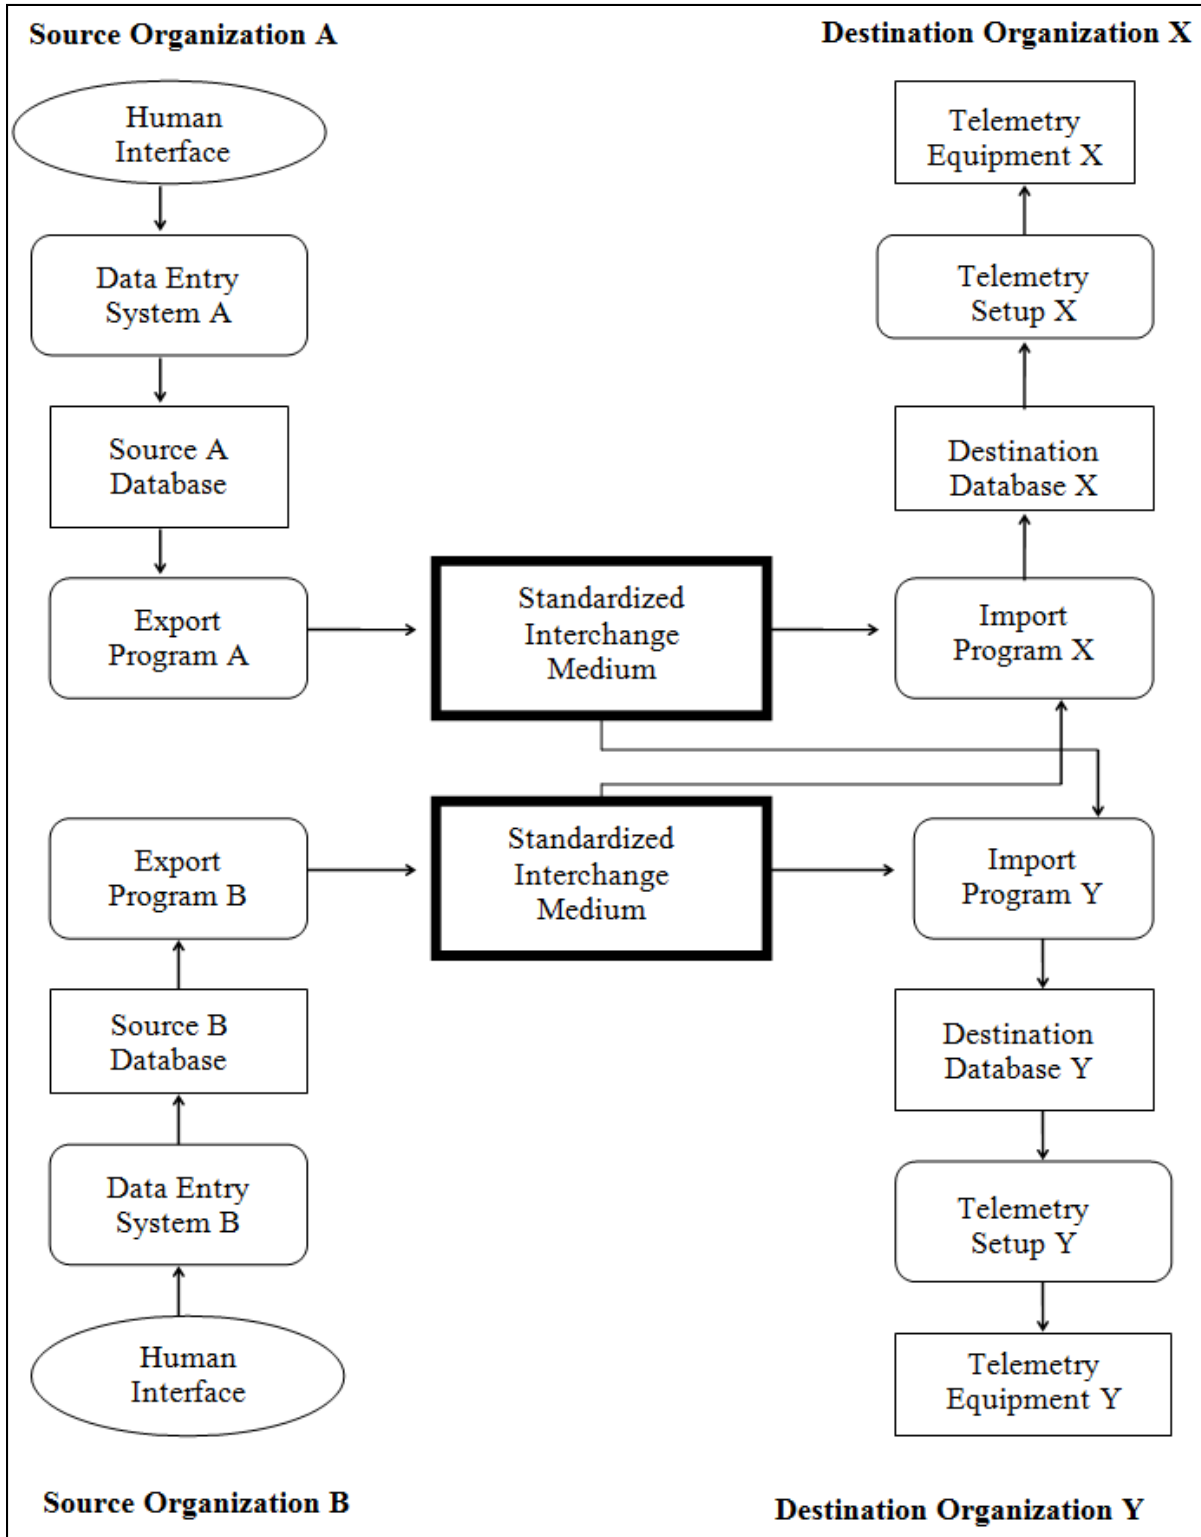 Source Organization A
Destination Organization X
Human
Interface
Telemetry
Equipment X
Data Entry
System A
Telemetry
Setup X
Source A
Database
Destination
Database X
Export
Program A
Standardized
Interchange
Medium
Import
Program X
Export
Program B
Standardized
Interchange
Medium
Import
Program Y
Source B
Database
Destination
Database Y
Data Entry
System B
Telemetry
Setup Y
Human
Interface
Telemetry
Equipment Y
Source Organization B
Destination Organization Y